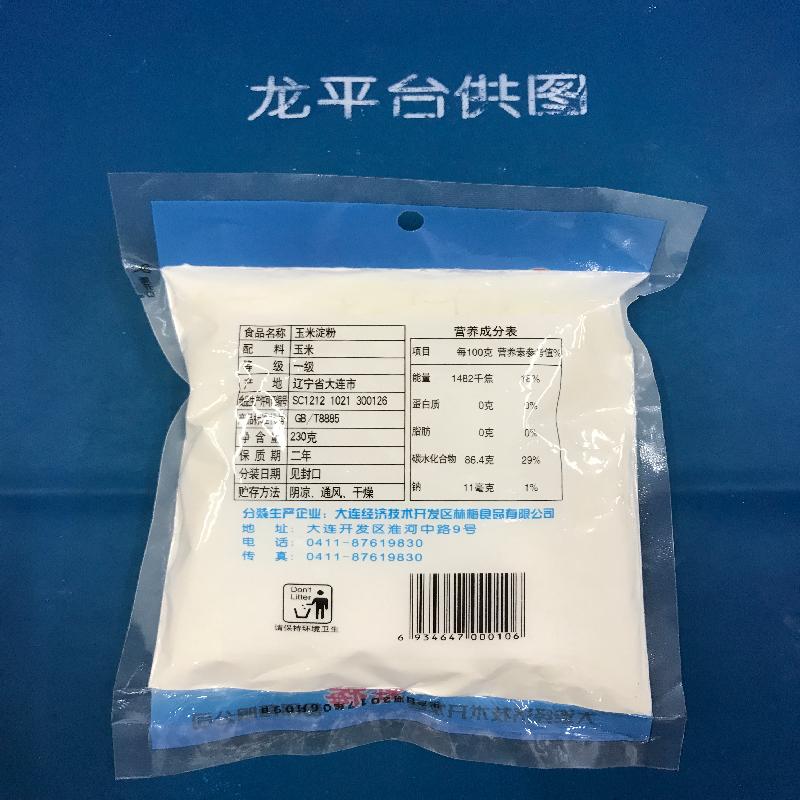 龙平台供图
食品名称 玉米淀粉
配 料 玉米
等 级 一级
产 地 辽宁省大连市
SC1212 1021 300126
GB/T8885
净含量 230克
保质期 二年
分装日期 见封口
贮存方法 阴凉、通风、干燥
营养成分表
项目 每100克 营养素参考值%
能量 1482千焦 18%
蛋白质 0克 0%
脂肪 0克 0%
碳水化合物 86.4克 29%
钠 11毫克 1%
分装生产企业：大连经济技术开发区林梅食品有限公司
地 址：大连开发区淮河中路9号
电 话：0411-87619830
传 真：0411-87619830
Don't
Litter
请保持环境卫生
6 934647 000106